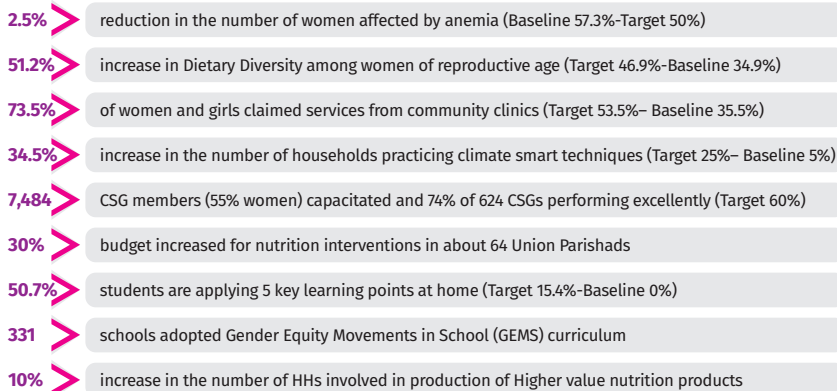 2.5% reduction in the number of women affected by anemia (Baseline 57.3%-Target 50%)
51.2% increase in Dietary Diversity among women of reproductive age (Target 46.9%-Baseline 34.9%)
73.5% of women and girls claimed services from community clinics (Target 53.5%– Baseline 35.5%)
34.5% increase in the number of households practicing climate smart techniques (Target 25%– Baseline 5%)
7,484 CSG members (55% women) capacitated and 74% of 624 CSGs performing excellently (Target 60%)
30% budget increased for nutrition interventions in about 64 Union Parishads
50.7% students are applying 5 key learning points at home (Target 15.4%-Baseline 0%)
331 schools adopted Gender Equity Movements in School (GEMS) curriculum
10% increase in the number of HHs involved in production of Higher value nutrition products